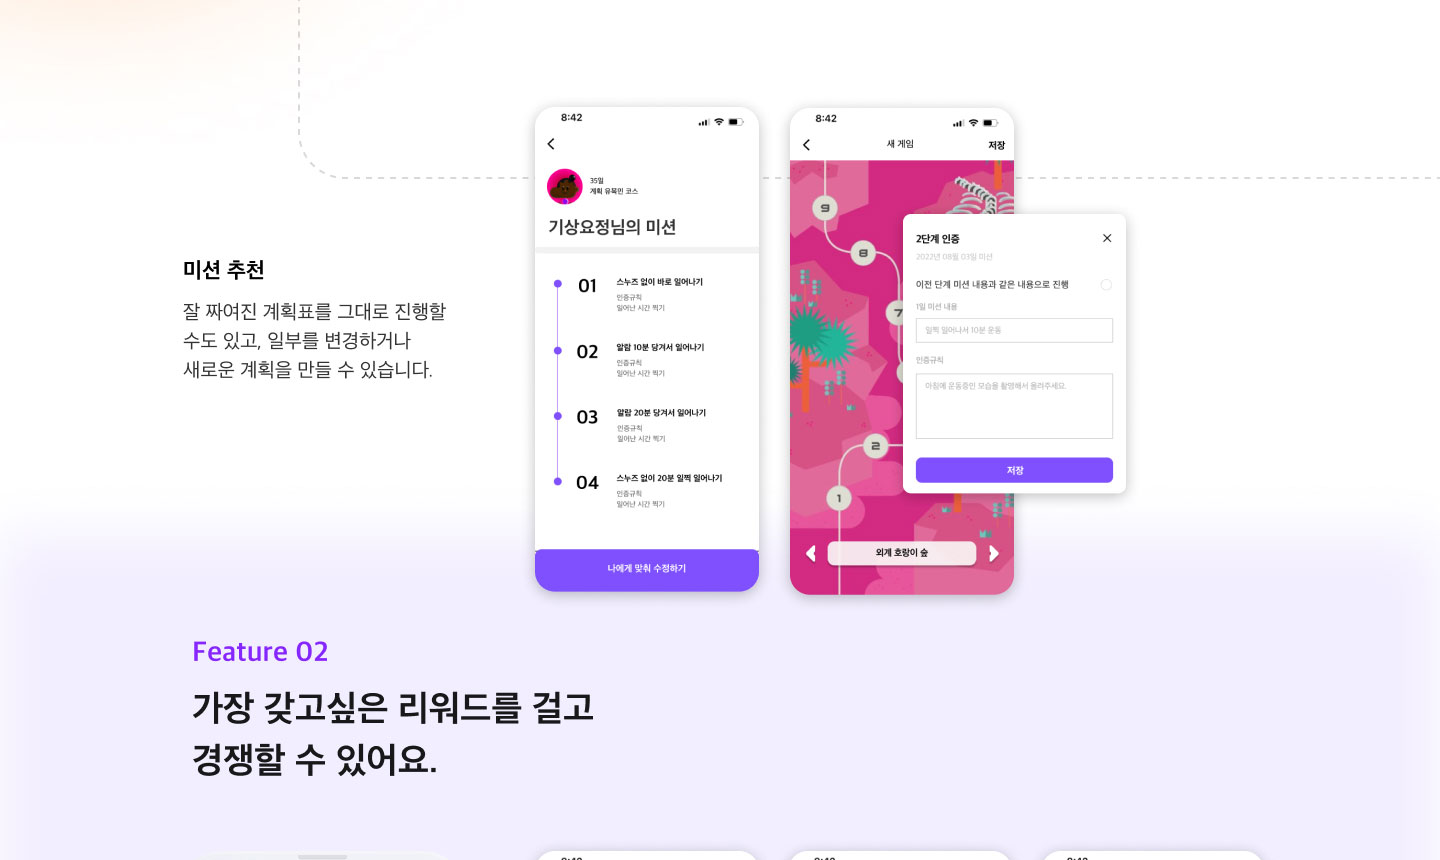 미션 추천
잘 짜여진 계획표를 그대로 진행할
수도 있고, 일부를 변경하거나
새로운 계획을 만들 수 있습니다.
8:42
35일
계획 유목민 코스
기상요정님의 미션
01
스누즈 없이 바로 일어나기
인증규칙
일어난 시간 찍기
02
알람 10분 당겨서 일어나기
인증규칙
일어난 시간 찍기
03
알람 20분 당겨서 일어나기
인증규칙
일어난 시간 찍기
04
스누즈 없이 20분 일찍 일어나기
인증규칙
일어난 시간 찍기
나에게 맞춰 수정하기
8:42
새 게임
저장
9
8
7
2
1
외계 호랑이 숲
2단계 인증
2022년 08월 03일 미션
이전 단계 미션 내용과 같은 내용으로 진행
1일 미션 내용
일찍 일어나서 10분 운동
인증규칙
아침에 운동중인 모습을 촬영해서 올려주세요.
저장
Feature 02
가장 갖고싶은 리워드를 걸고
경쟁할 수 있어요.